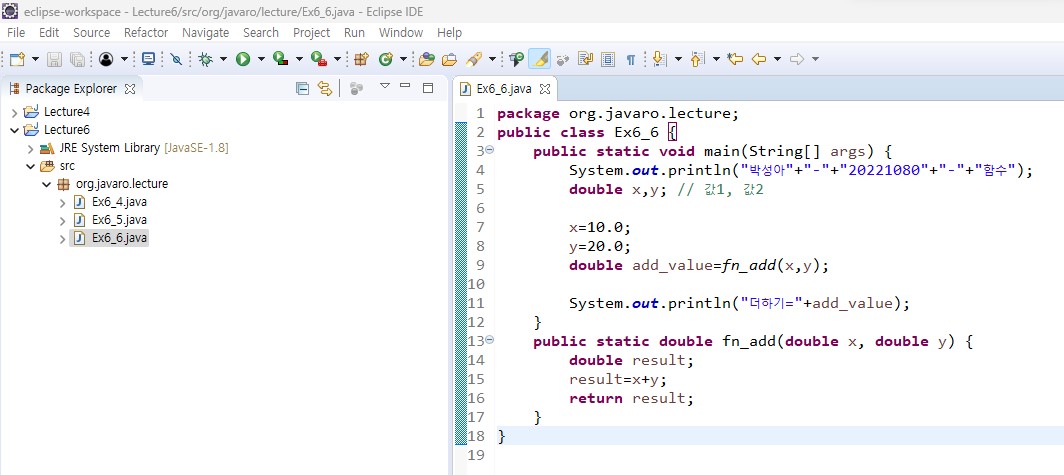 eclipse-workspace - Lecture6/src/org/javaro/lecture/Ex6_6.java - Eclipse IDE
File Edit Source Refactor Navigate Search Project Run Window Help
Package Explorer
Lecture4
Lecture6
JRE System Library [JavaSE-1.8]
src
org.javaro.lecture
Ex6_4.java
Ex6_5.java
Ex6_6.java
Ex6_6.java
1 package org.javaro.lecture;
2 public class Ex6_6 {
3 public static void main(String[] args) {
4 System.out.println("박성아"+"-"+"20221080"+"-"+"함수");
5 double x,y; // 값1, 값2
6
7 x=10.0;
8 y=20.0;
9 double add_value=fn_add(x,y);
10
11 System.out.println("더하기="+add_value);
12 }
13 public static double fn_add(double x, double y) {
14 double result;
15 result=x+y;
16 return result;
17 }
18 }
19